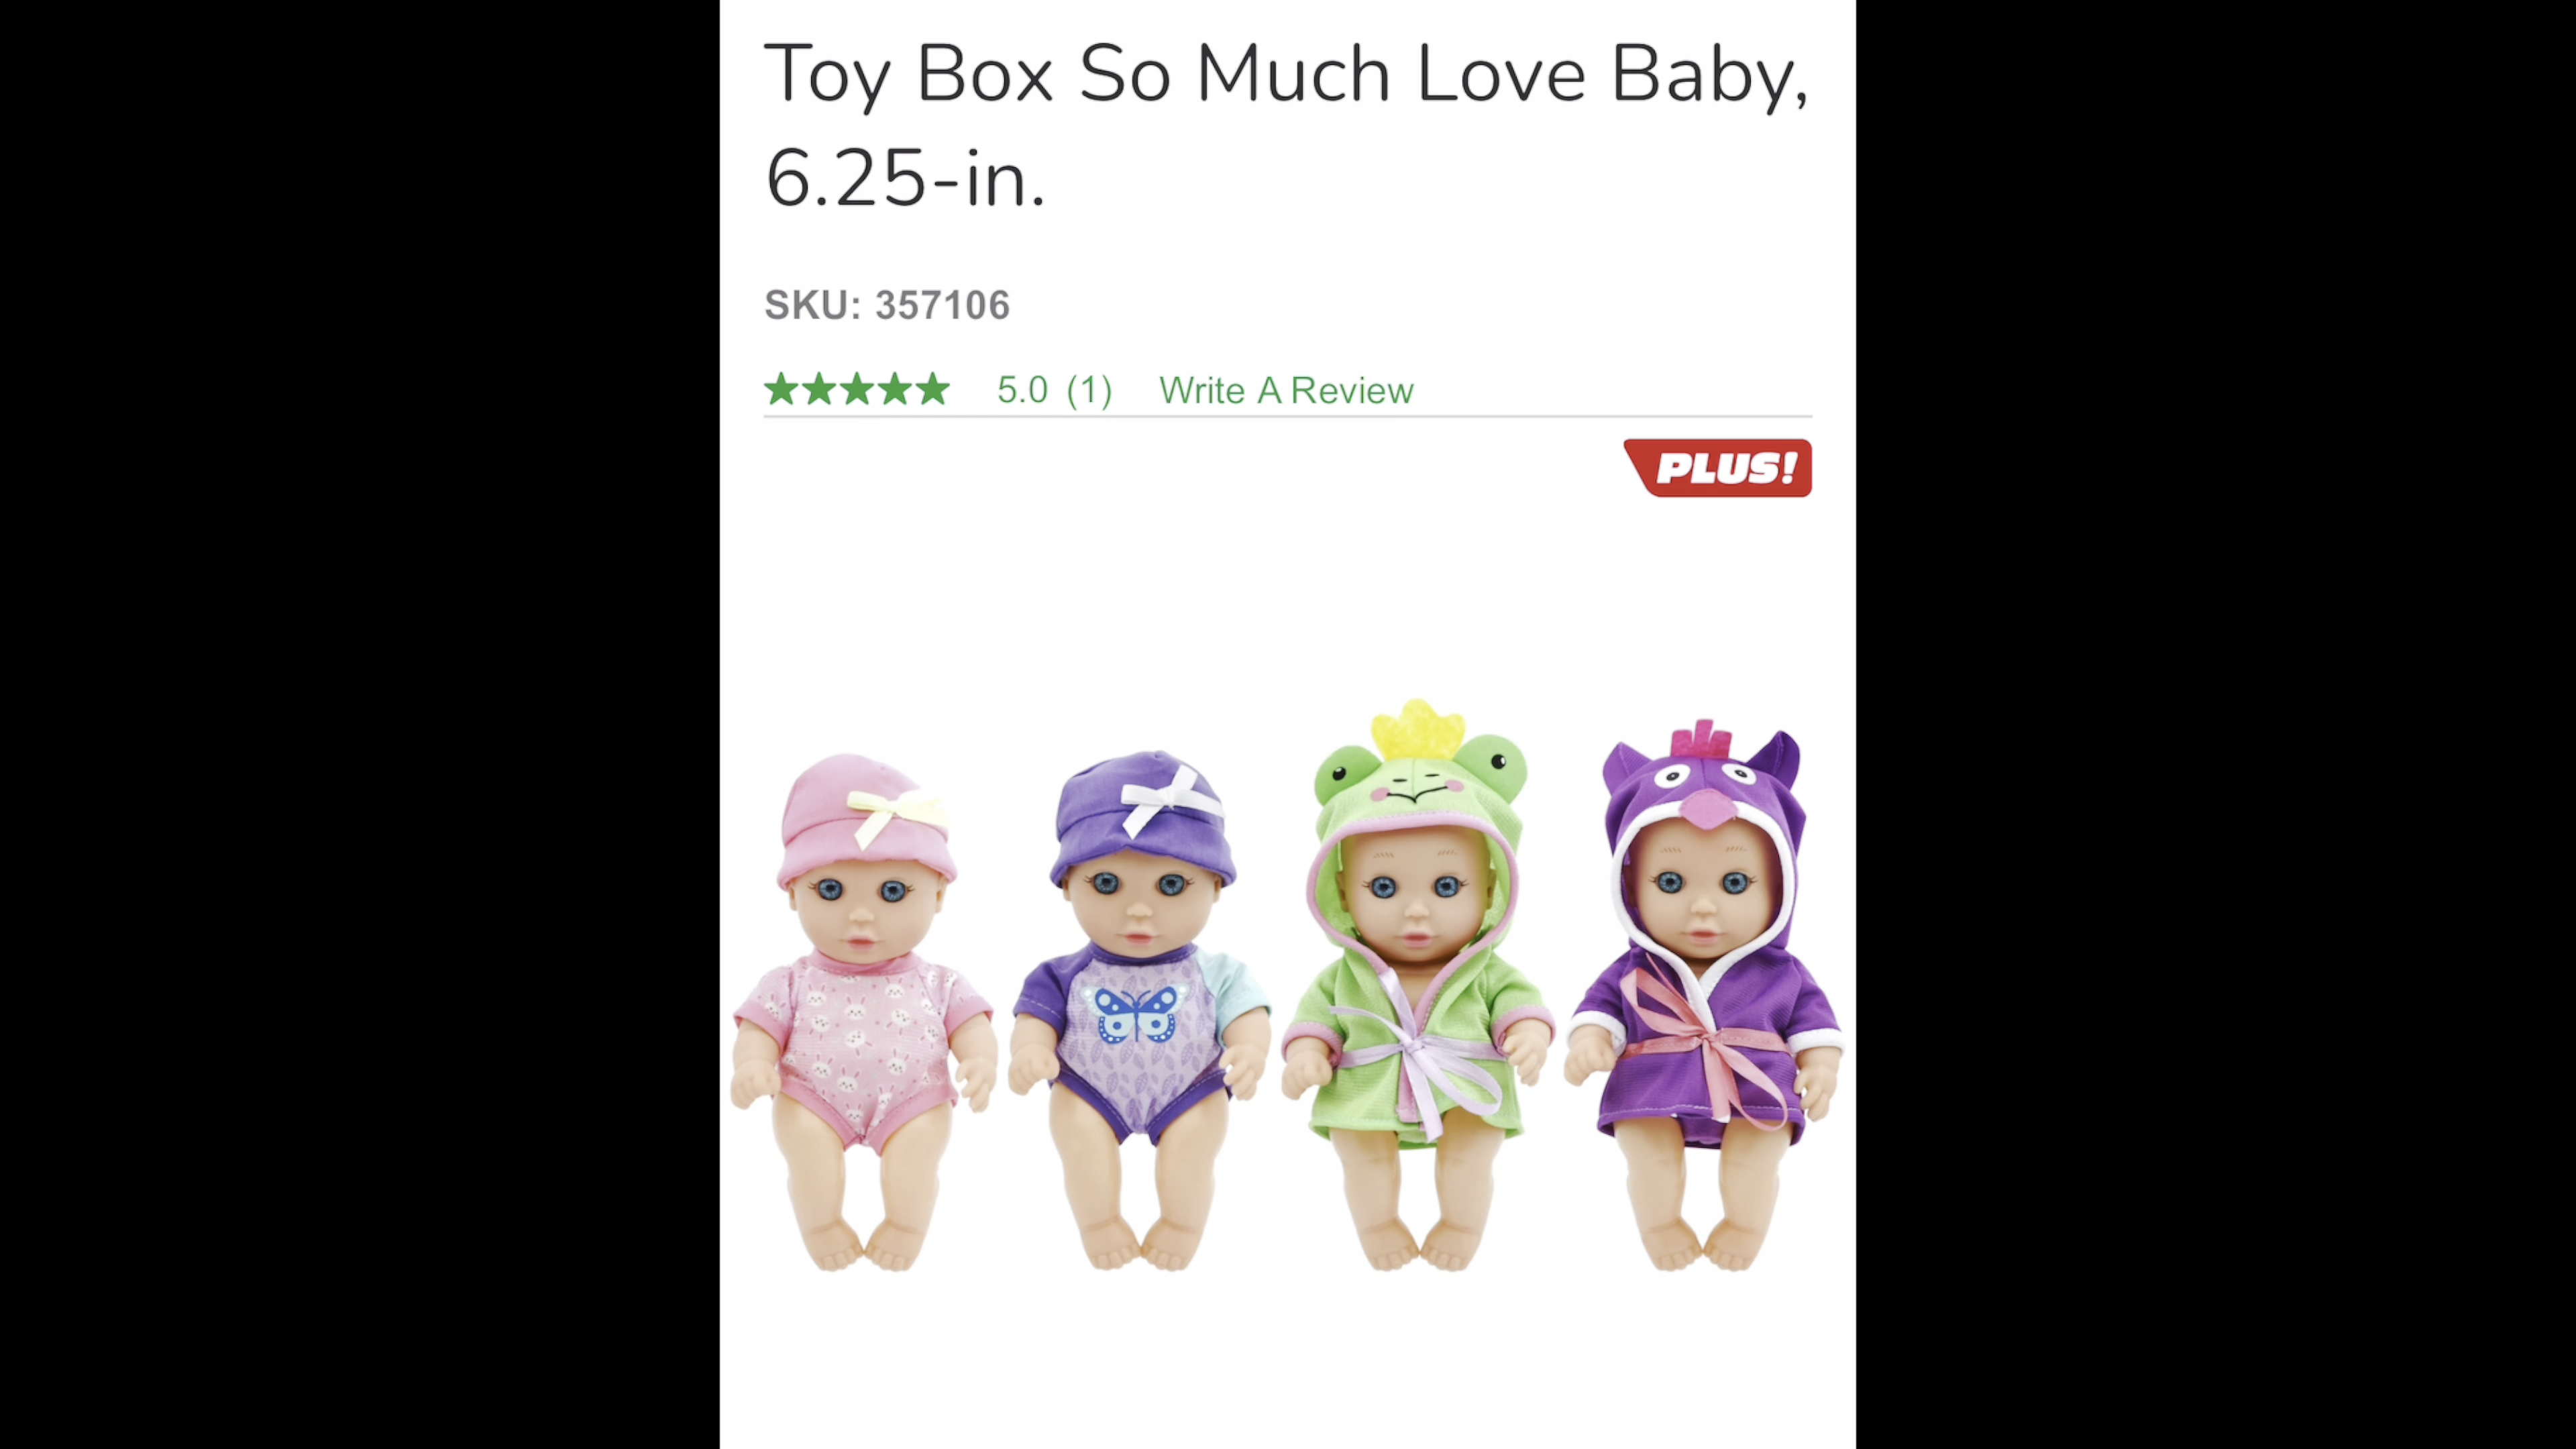 Toy Box So Much Love Baby,
6.25-in.
SKU: 357106
5.0 (1) Write A Review
PLUS!